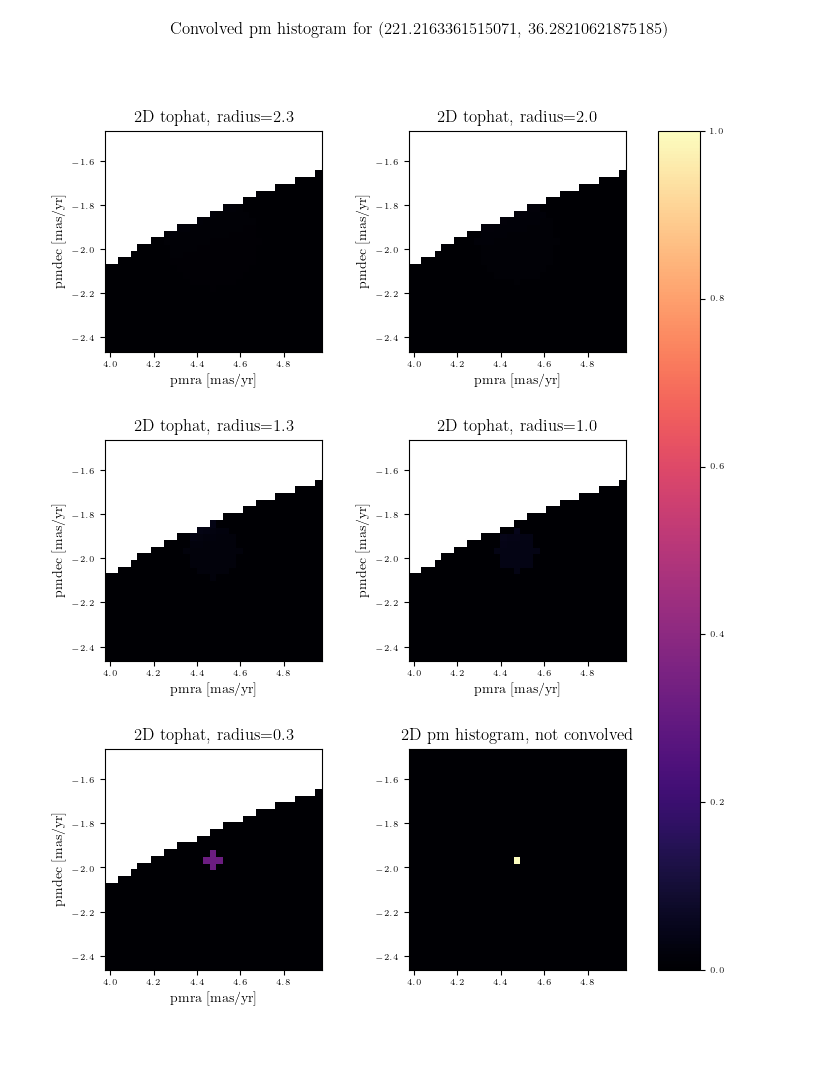 Convolved pm histogram for (221.2163361515071, 36.28210621875185)
2D tophat, radius=2.3
−1.6
−1.8
−2.0
−2.2
−2.4
pmdec [mas/yr]
4.0 4.2 4.4 4.6 4.8
pmra [mas/yr]
2D tophat, radius=2.0
−1.6
−1.8
−2.0
−2.2
−2.4
pmdec [mas/yr]
4.0 4.2 4.4 4.6 4.8
pmra [mas/yr]
2D tophat, radius=1.3
−1.6
−1.8
−2.0
−2.2
−2.4
pmdec [mas/yr]
4.0 4.2 4.4 4.6 4.8
pmra [mas/yr]
2D tophat, radius=1.0
−1.6
−1.8
−2.0
−2.2
−2.4
pmdec [mas/yr]
4.0 4.2 4.4 4.6 4.8
pmra [mas/yr]
2D tophat, radius=0.3
−1.6
−1.8
−2.0
−2.2
−2.4
pmdec [mas/yr]
4.0 4.2 4.4 4.6 4.8
pmra [mas/yr]
2D pm histogram, not convolved
−1.6
−1.8
−2.0
−2.2
−2.4
4.0 4.2 4.4 4.6 4.8
1.0
0.8
0.6
0.4
0.2
0.0